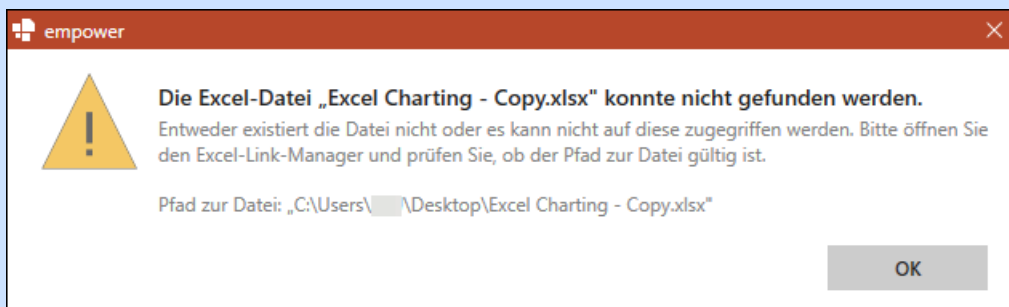 empower
Die Excel-Datei „Excel Charting - Copy.xlsx" konnte nicht gefunden werden.
Entweder existiert die Datei nicht oder es kann nicht auf diese zugegriffen werden. Bitte öffnen Sie
den Excel-Link-Manager und prüfen Sie, ob der Pfad zur Datei gültig ist.
Pfad zur Datei: „C:\Users\ \Desktop\Excel Charting - Copy.xlsx"
OK